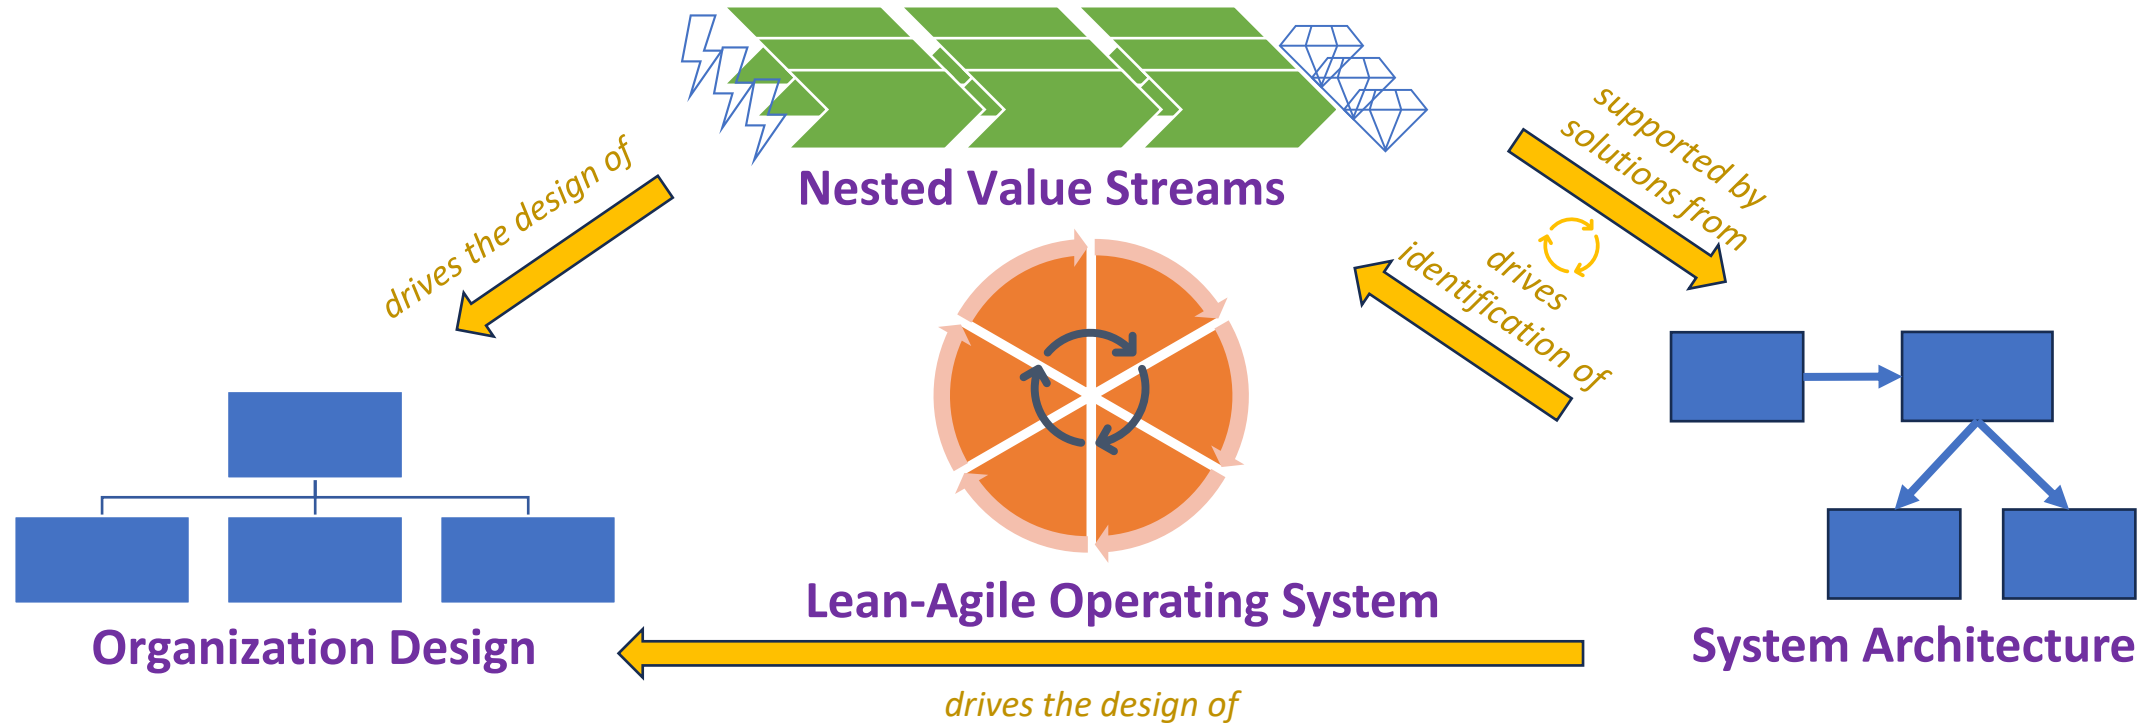 Nested Value Streams
drives the design of
supported by
solutions from
drives
identification of
Lean-Agile Operating System
Organization Design
System Architecture
drives the design of